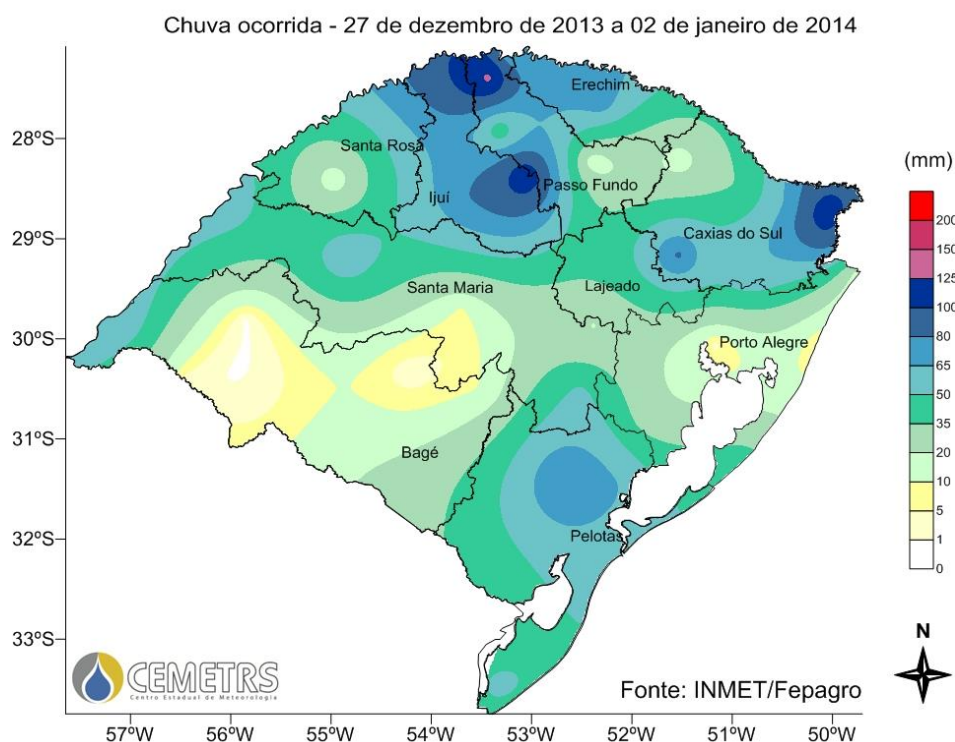 Chuva ocorrida - 27 de dezembro de 2013 a 02 de janeiro de 2014
Erechim
28ºS
Santa Rosa
(mm)
Passo Fundo
Ijuí
200
150
125
100
80
65
50
35
20
10
5
1
0
29ºS
Caxias do Sul
Santa Maria
Lajeado
30ºS
Porto Alegre
31ºS
Bagé
32ºS
Pelotas
33ºS
N
CEMETRS
Centro Estadual de Meteorologia
Fonte: INMET/Fepagro
57ºW 56ºW 55ºW 54ºW 53ºW 52ºW 51ºW 50ºW